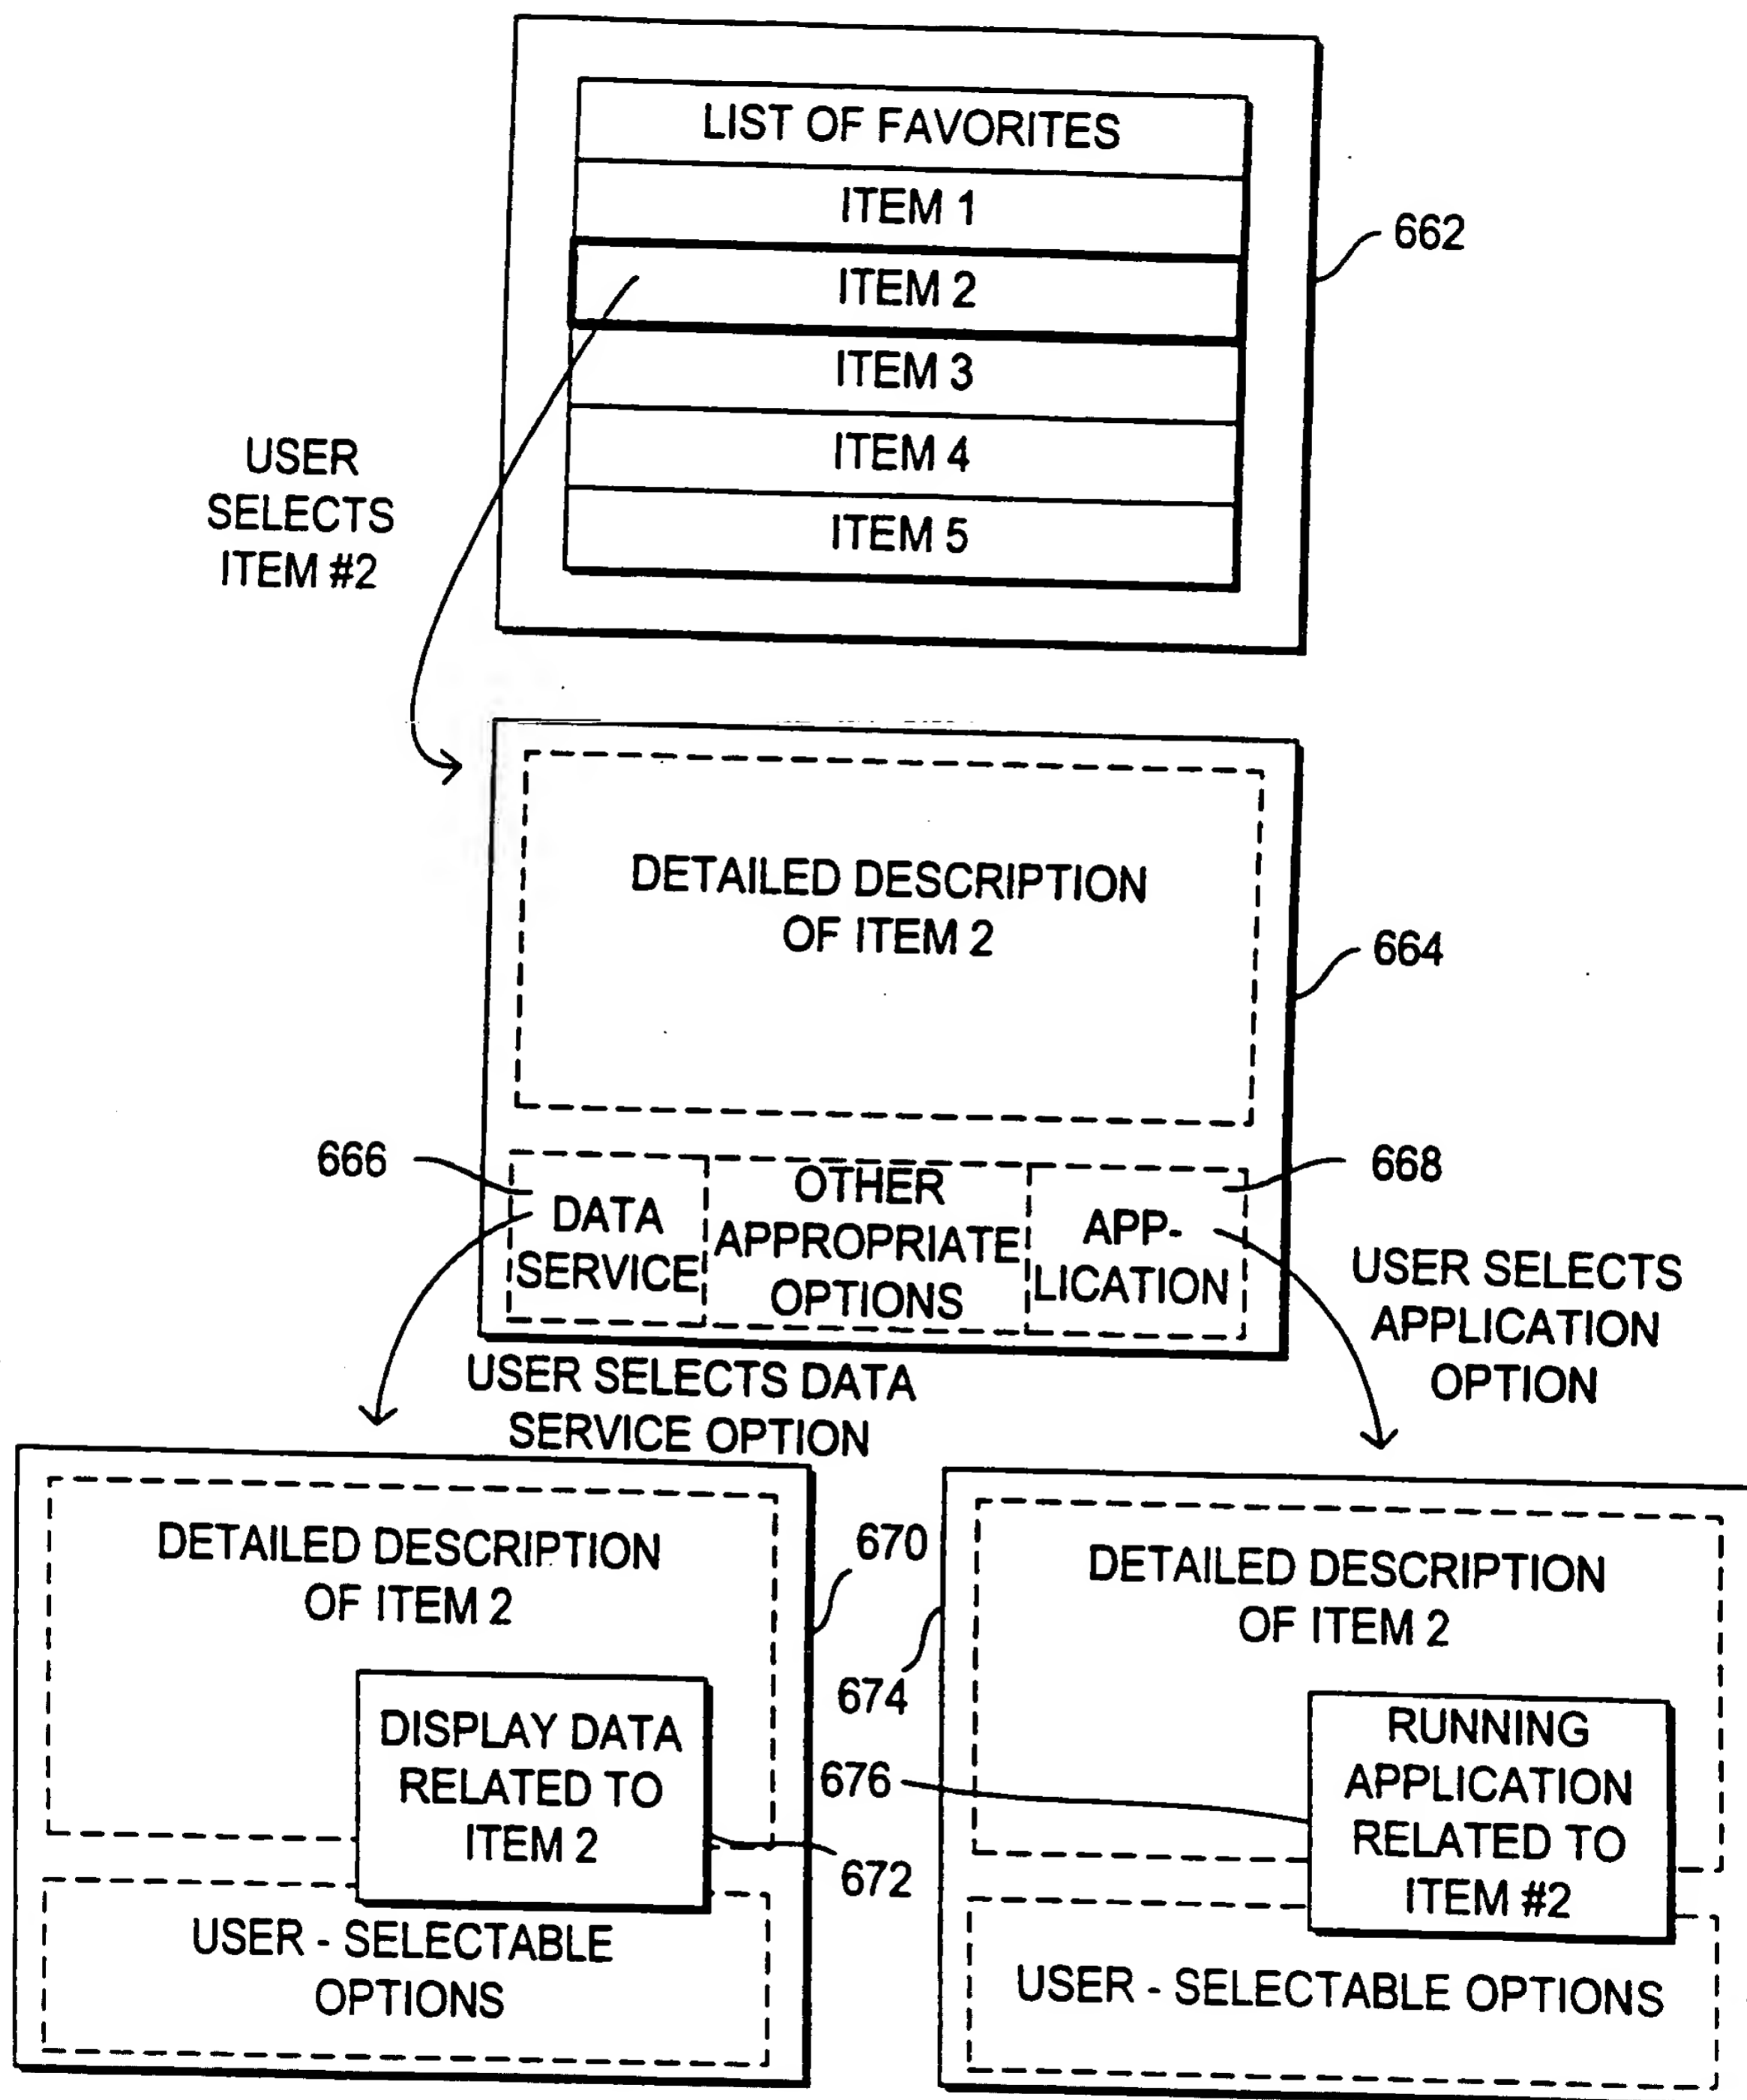 LIST OF FAVORITES
ITEM 1
ITEM 2
ITEM 3
ITEM 4
ITEM 5
662
USER
SELECTS
ITEM #2
DETAILED DESCRIPTION
OF ITEM 2
664
666
DATA
SERVICE
OTHER
APPROPRIATE
OPTIONS
APP-
LICATION
668
USER SELECTS
APPLICATION
OPTION
USER SELECTS DATA
SERVICE OPTION
DETAILED DESCRIPTION
OF ITEM 2
DISPLAY DATA
RELATED TO
ITEM 2
USER - SELECTABLE
OPTIONS
670
672
674
676
DETAILED DESCRIPTION
OF ITEM 2
RUNNING
APPLICATION
RELATED TO
ITEM #2
USER - SELECTABLE OPTIONS